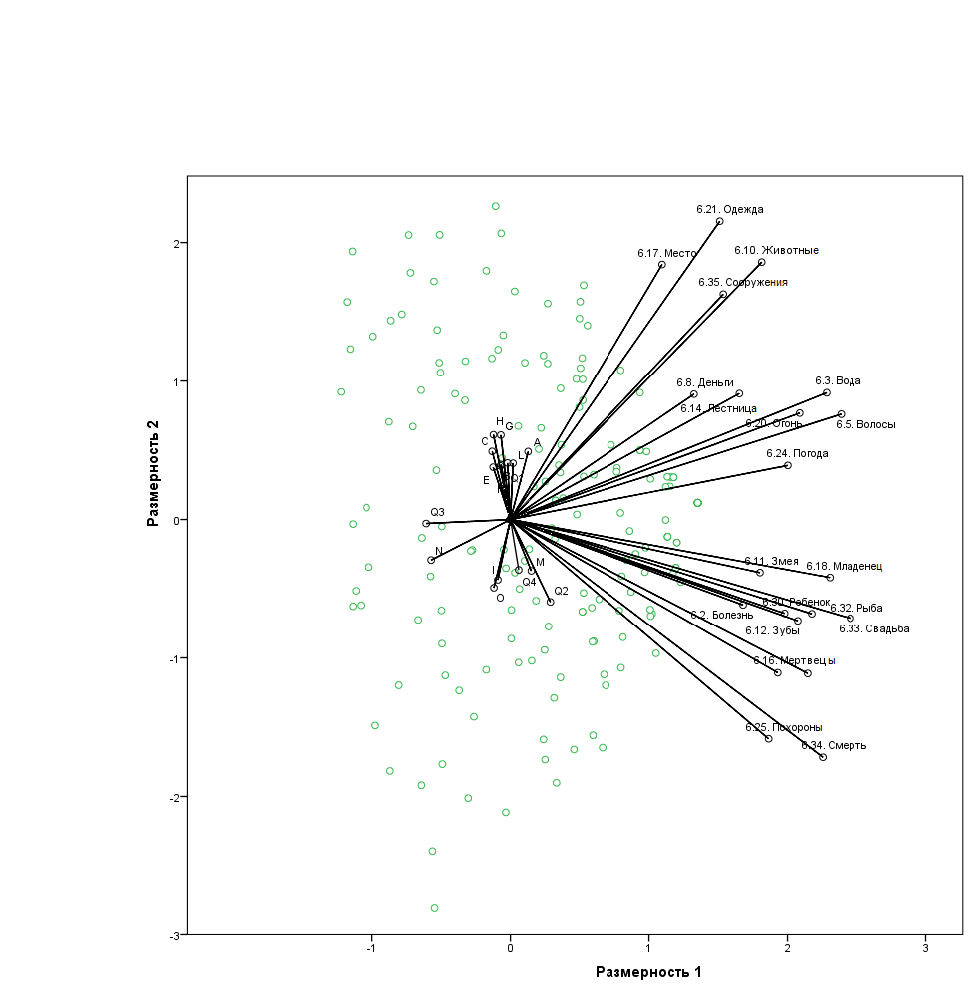 6.21. Одежда
6.17. Место
6.10. Животные
6.35. Сооружения
2
6.8. Деньги
6.3. Вода
1
6.14. Лестница
6.20. Огонь
6.5. Волосы
H
G
C
A
L
6.24. Погода
E
Размерность 2
Q3
0
N
I
M
Q4
Q2
O
6.11. Змея
6.18. Младенец
6.30. Ребенок
6.32. Рыба
6.2. Болезнь
6.12. Зубы
6.33. Свадьба
-1
6.16. Мертвецы
6.25. Похороны
6.34. Смерть
-2
-3
-1 0 1 2 3
Размерность 1